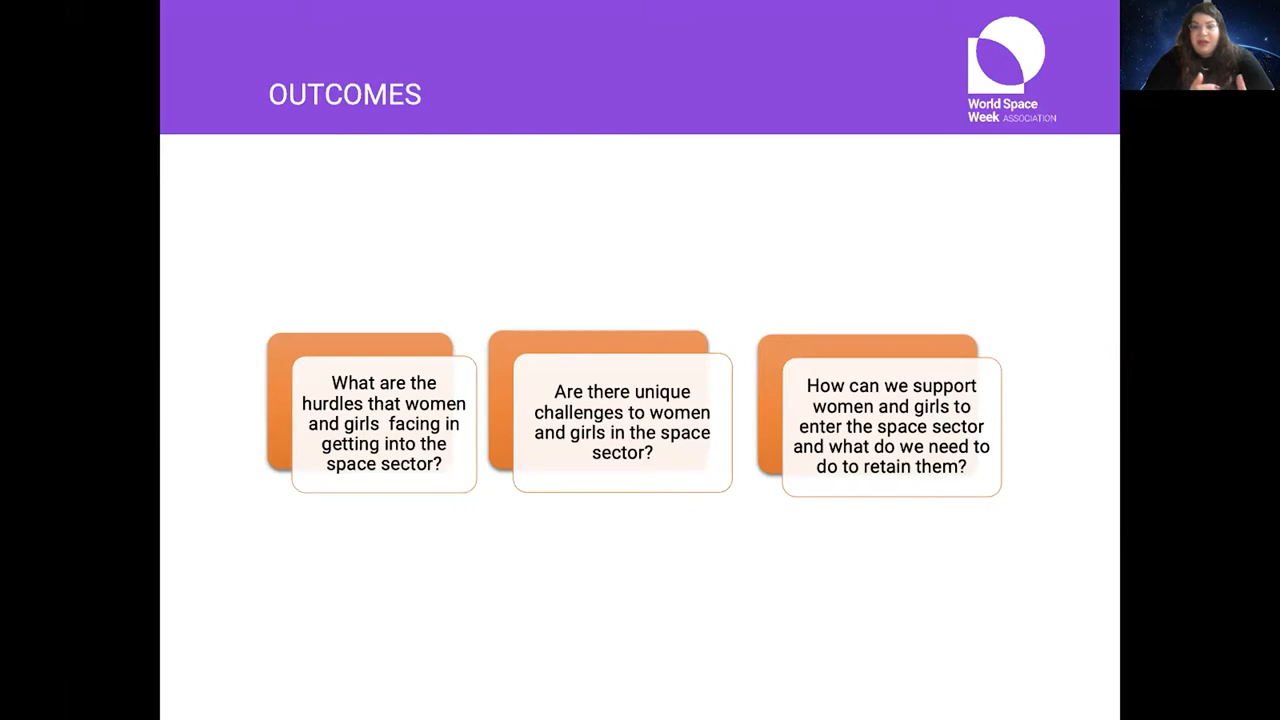 OUTCOMES
World Space
Week ASSOCIATION
What are the
hurdles that women
and girls  facing in
getting into the
space sector?
Are there unique
challenges to women
and girls in the space
sector?
How can we support
women and girls to
enter the space sector
and what do we need to
do to retain them?